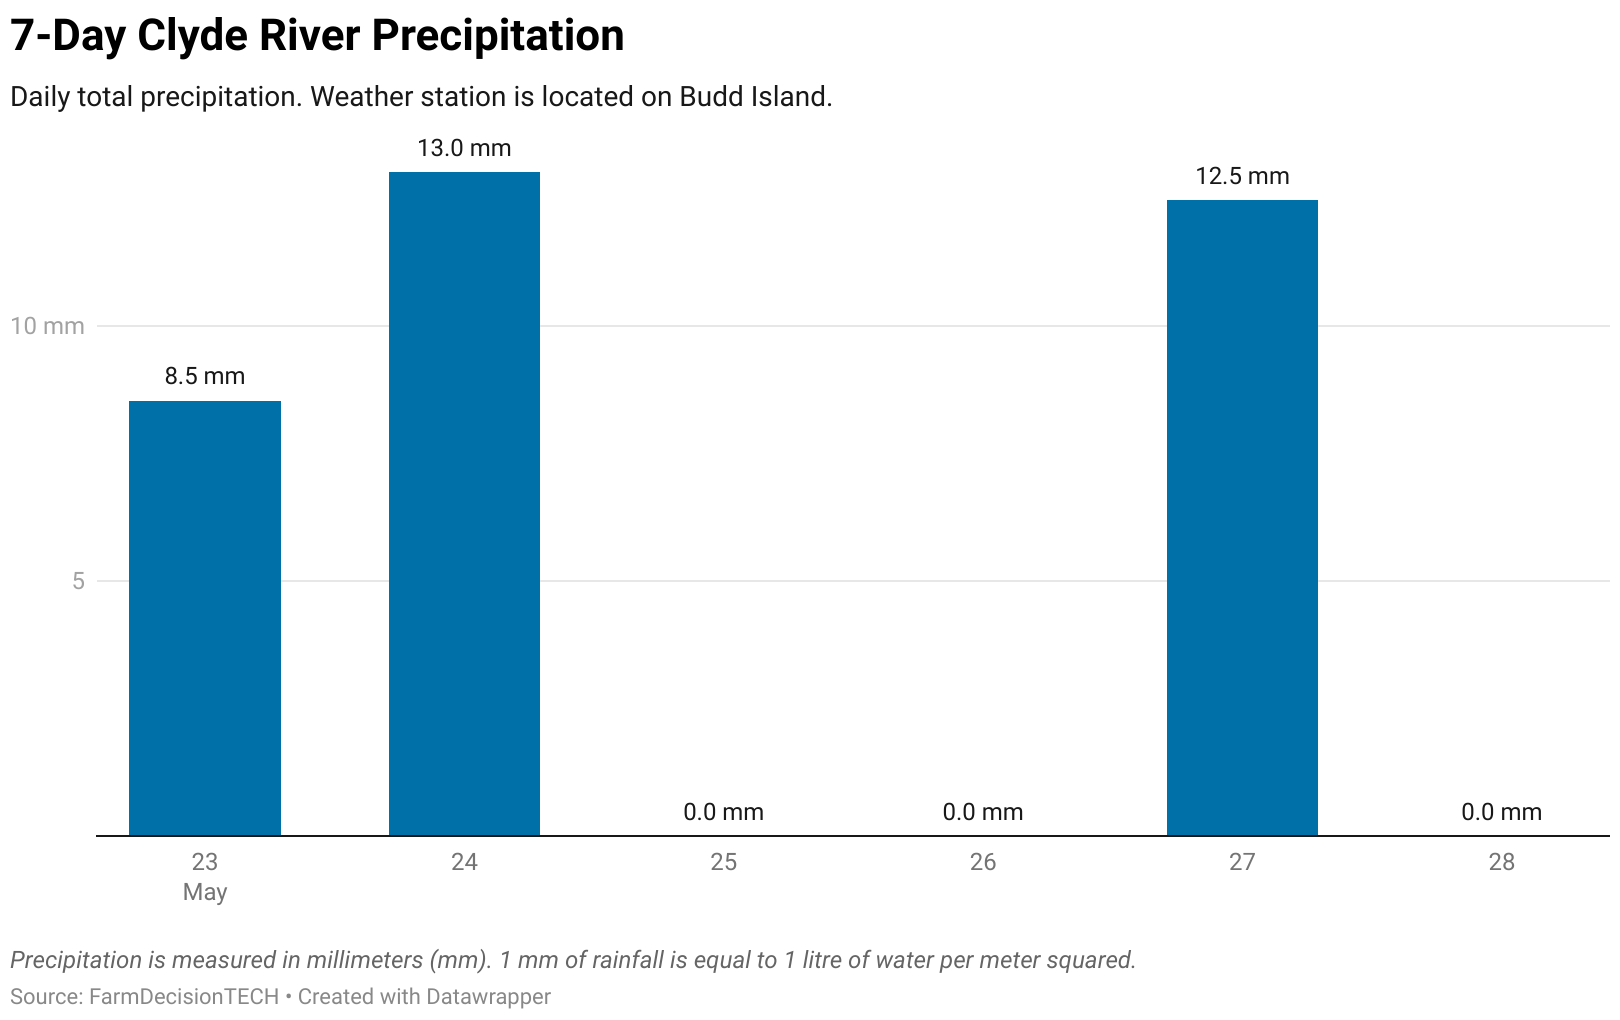 7-Day Clyde River Precipitation
Daily total precipitation. Weather station is located on Budd Island.
13.0 mm
12.5 mm
10 mm
8.5 mm
5
0.0 mm
0.0 mm
0.0 mm
23
24
25
26
27
28
May
Precipitation is measured in millimeters (mm). 1 mm of rainfall is equal to 1 litre of water per meter squared.
Source: FarmDecisionTECH • Created with Datawrapper